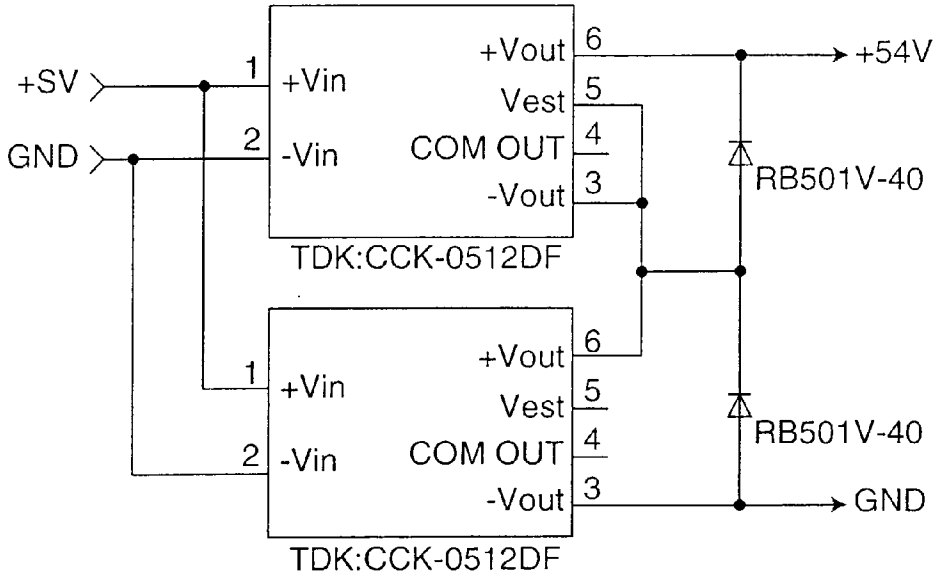 +SV
GND
1
2
+Vin
-Vin
+Vout
Vest
COM OUT
-Vout
6
5
4
3
TDK:CCK-0512DF
+54V
RB501V-40
1
2
+Vin
-Vin
+Vout
Vest
COM OUT
-Vout
6
5
4
3
TDK:CCK-0512DF
RB501V-40
GND